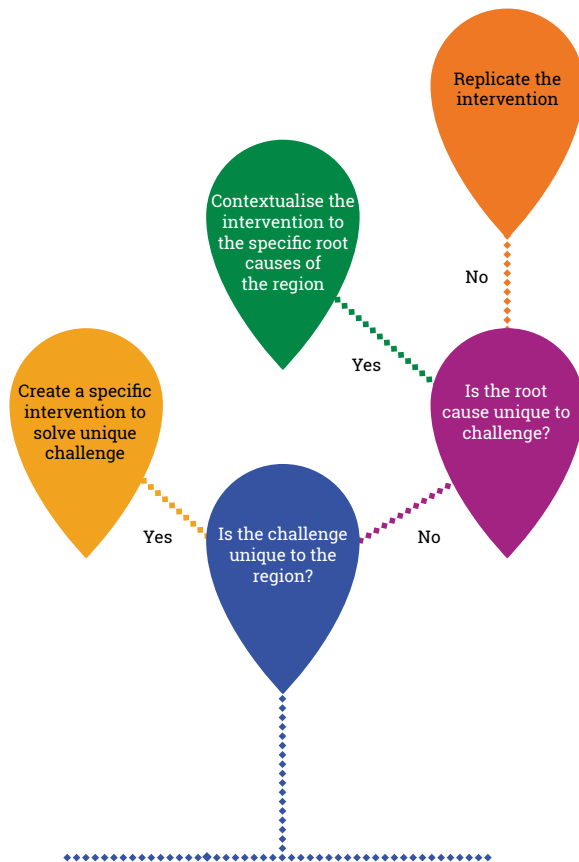 Replicate the
intervention
Contextualise the
intervention to
the specific root
causes of
the region
No
Yes
Create a specific
intervention to
solve unique
challenge
Is the root
cause unique to
challenge?
Yes
Is the challenge
unique to the
region?
No